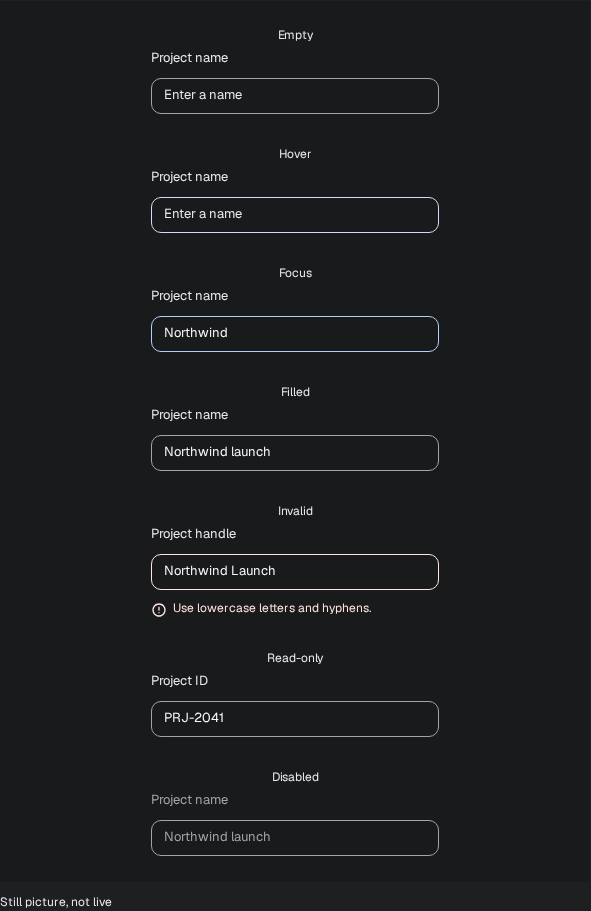 Empty
Project name
Enter a name
Hover
Project name
Enter a name
Focus
Project name
Northwind
Filled
Project name
Northwind launch
Invalid
Project handle
Northwind Launch
Use lowercase letters and hyphens.
Read-only
Project ID
PRJ-2041
Disabled
Project name
Northwind launch
Still picture, not live